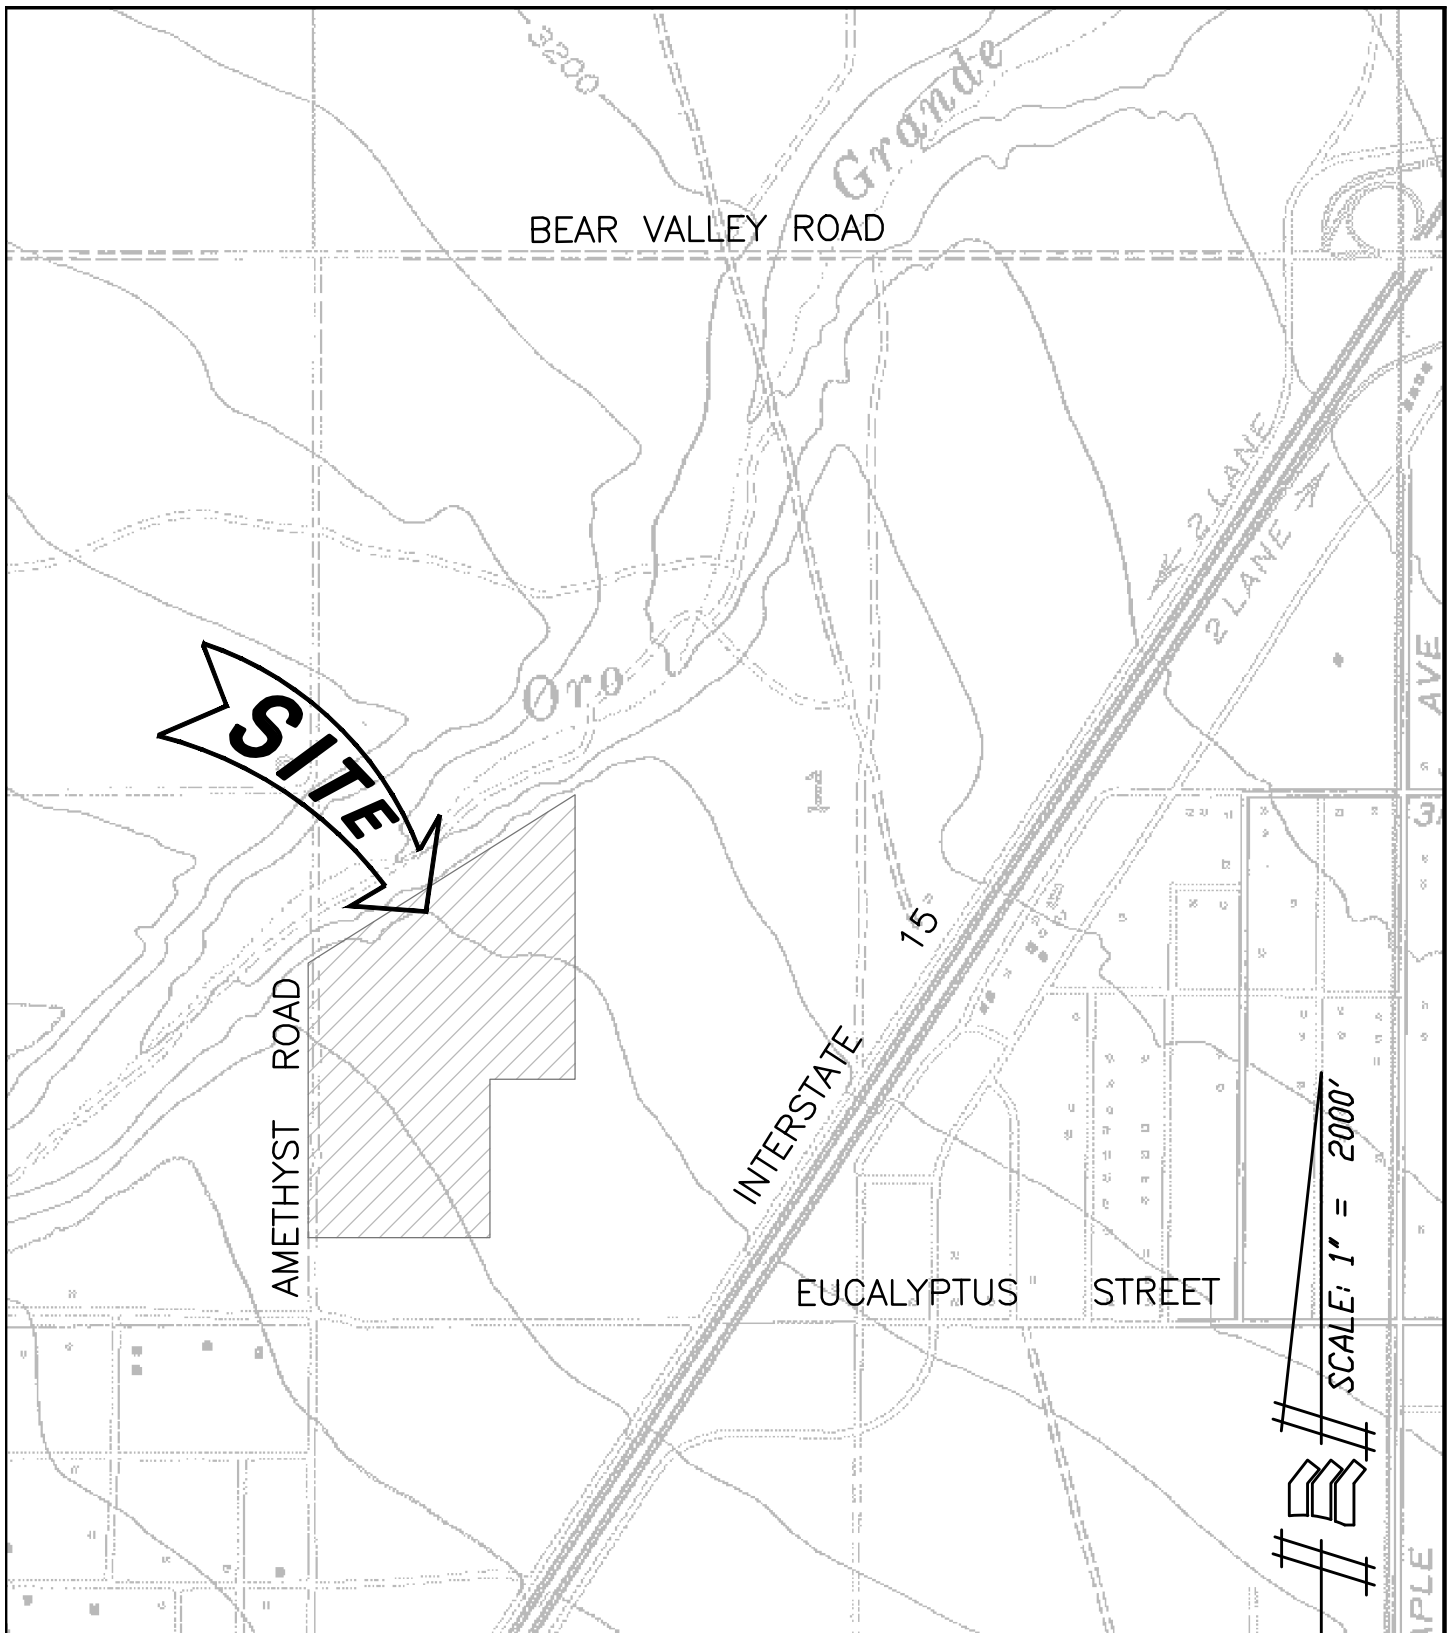 3200
Grande
BEAR VALLEY ROAD
2 LANE
2 LANE
AVE
SITE
Oro
1
15
AMETHYST ROAD
INTERSTATE
EUCALYPTUS STREET
SCALE: 1" = 2000'